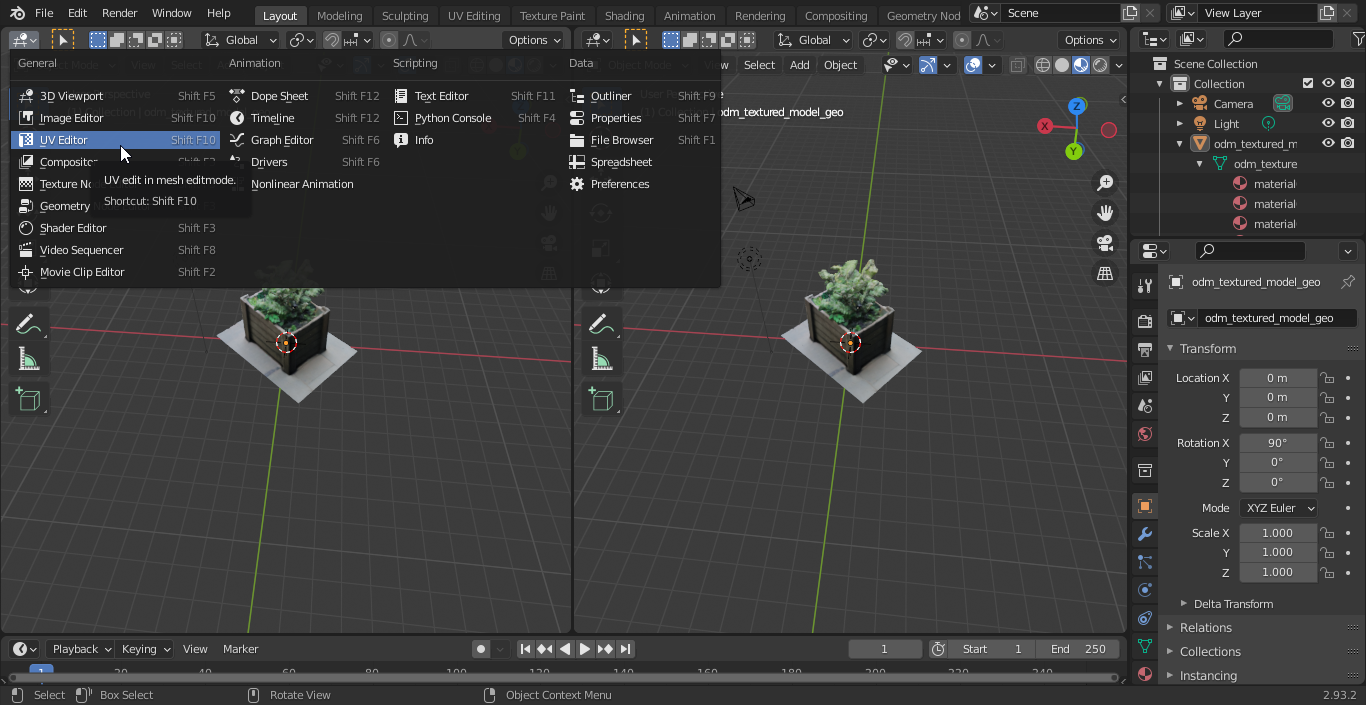 File Edit Render Window Help Layout Modeling Sculpting UV Editing Texture Paint Shading Animation Rendering Compositing Geometry Nod Scene View Layer
Global Options Global Options
General Animation Scripting Data
Select Add Object
3D Viewport Shift F5 Dope Sheet Shift F12 Text Editor Shift F11 Outliner Shift F9
Image Editor Shift F10 Timeline Shift F12 Python Console Shift F4 Properties Shift F7
UV Editor Shift F10 Graph Editor Shift F6 Info File Browser Shift F1
Compositor Shift F3 Drivers Shift F6 Spreadsheet
Texture No Nonlinear Animation Preferences
UV edit in mesh editmode.
Shortcut: Shift F10
Geometry
Shader Editor Shift F3
Video Sequencer Shift F8
Movie Clip Editor Shift F2
odm_textured_model_geo
X Z Y
Scene Collection
Collection
Camera
Light
odm_textured_m
odm_texture
material
material
material
odm_textured_model_geo
odm_textured_model_geo
Transform
Location X 0 m
Y 0 m
Z 0 m
Rotation X 90°
Y 0°
Z 0°
Mode XYZ Euler
Scale X 1.000
Y 1.000
Z 1.000
Delta Transform
Relations
Collections
Instancing
Playback Keying View Marker 1 Start 1 End 250
1 20 40 60 80 100 120 140 160 180 200 220 240
Select Box Select Rotate View Object Context Menu 2.93.2